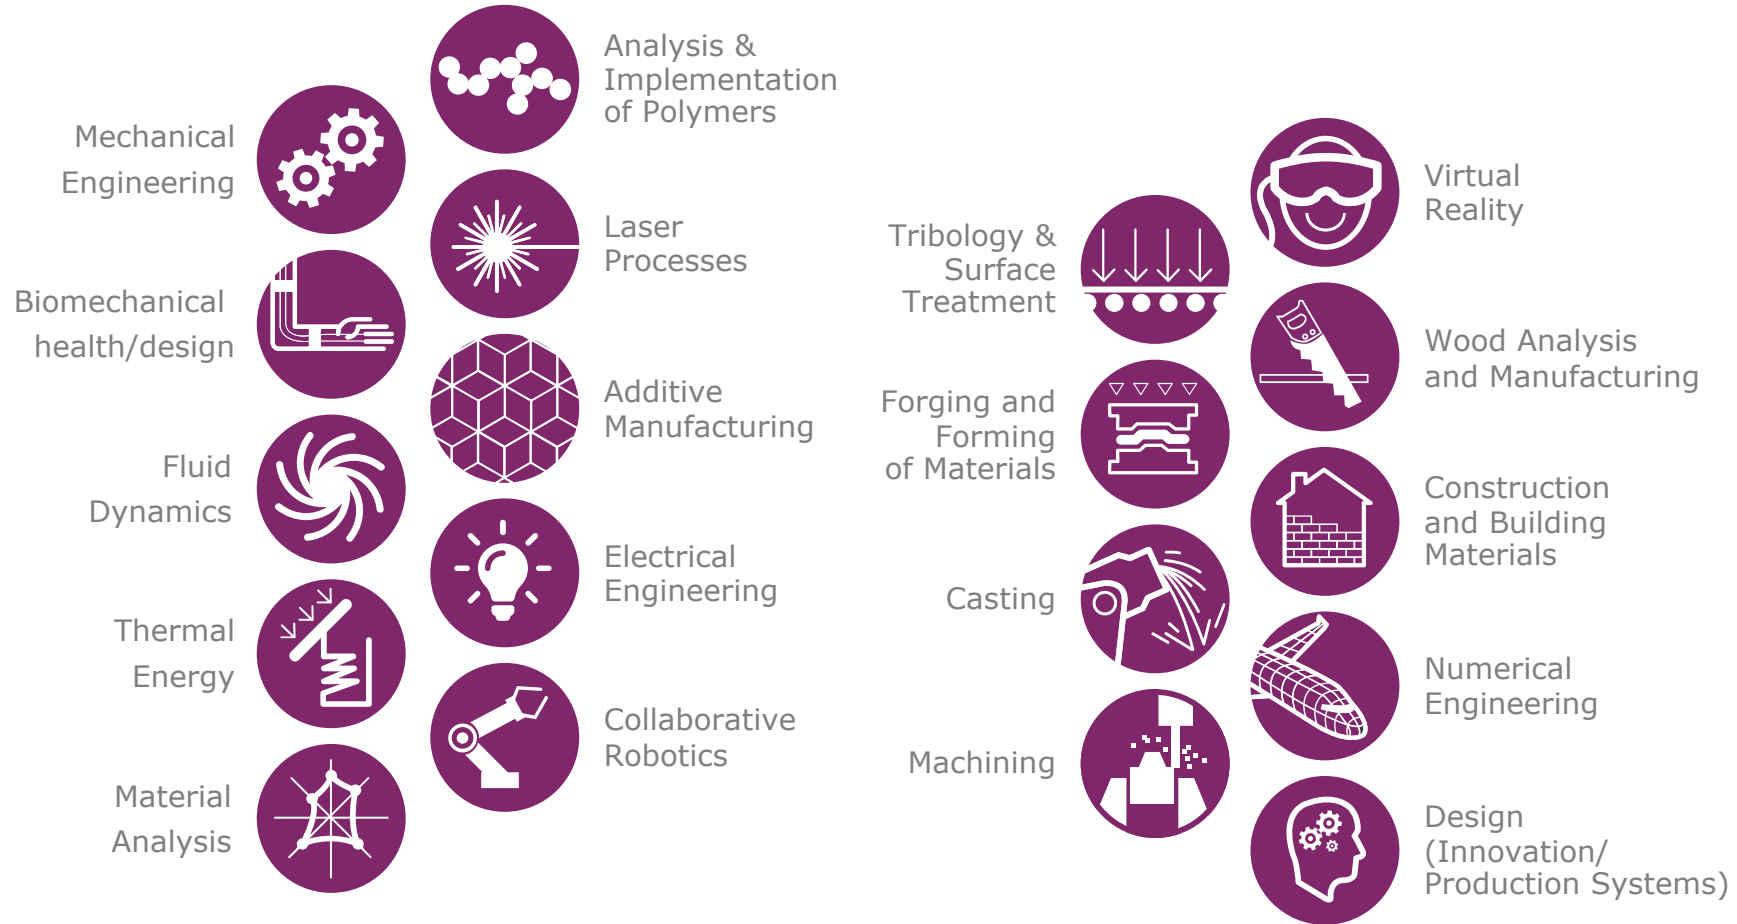 Mechanical
Engineering
Biomechanical
health/design
Fluid
Dynamics
Thermal
Energy
Material
Analysis
Analysis &
Implementation
of Polymers
Laser
Processes
Additive
Manufacturing
Electrical
Engineering
Collaborative
Robotics
Tribology &
Surface
Treatment
Forging and
Forming
of Materials
Casting
Machining
Virtual
Reality
Wood Analysis
and Manufacturing
Construction
and Building
Materials
Numerical
Engineering
Design
(Innovation/
Production Systems)